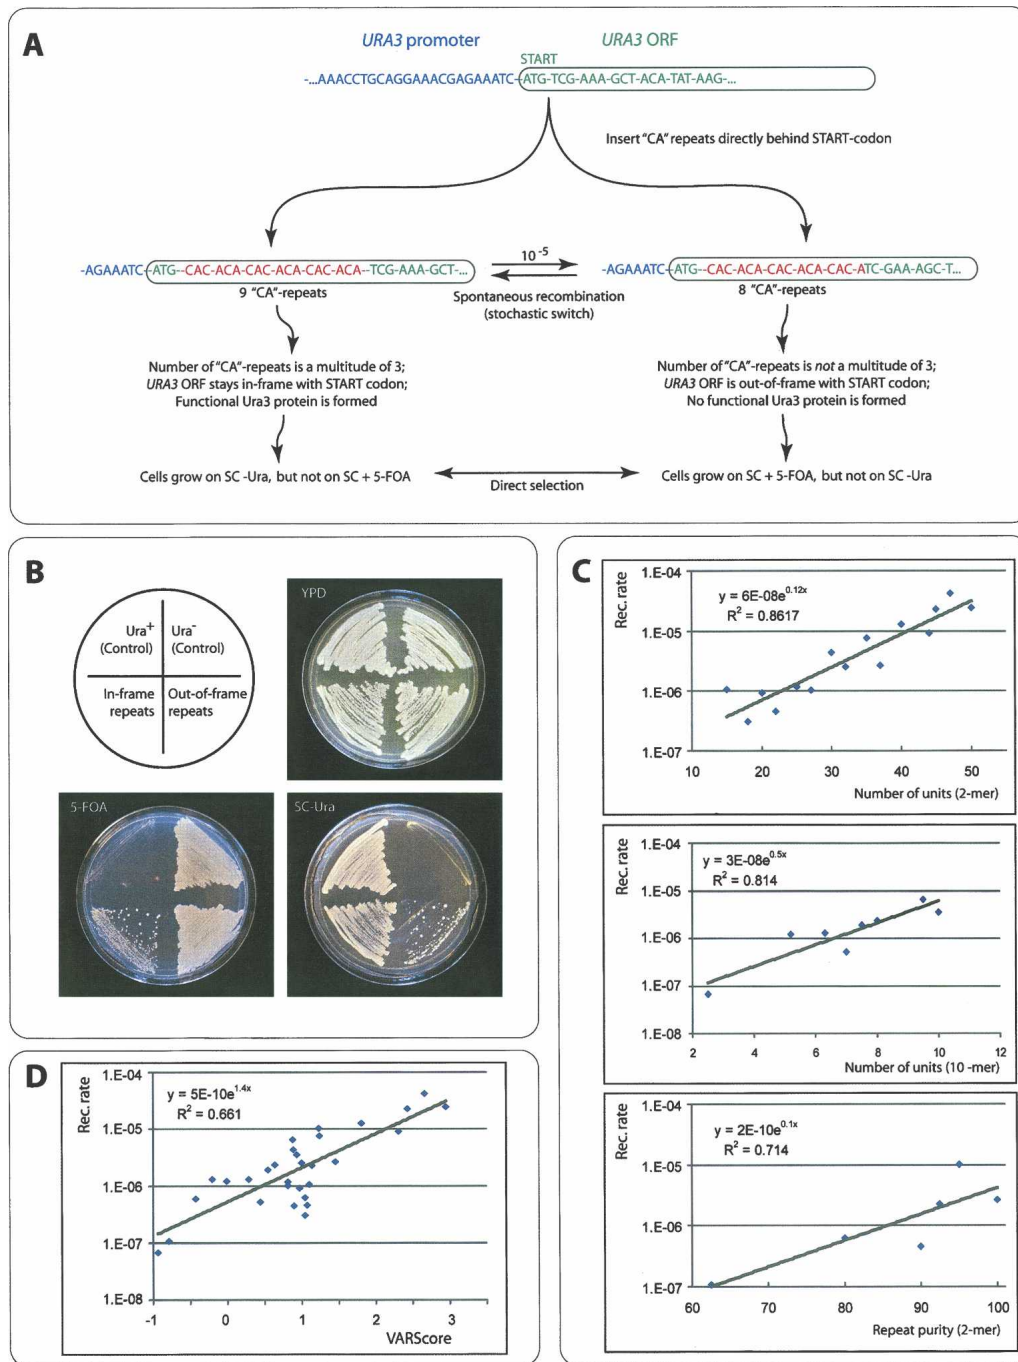 A
URA3 promoter
URA3 ORF
START
-...AAACCTGCAGGAAACGAGAAATC-ATG-TCG-AAA-GCT-ACA-TAT-AAG-...
Insert "CA" repeats directly behind START-codon
-AGAAATC-ATG--CAC-ACA-CAC-ACA-CAC-ACA--TCG-AAA-GCT-...
9 "CA"-repeats
10-5
Spontaneous recombination
(stochastic switch)
-AGAAATC-ATG--CAC-ACA-CAC-ACA-CAC-ATC-GAA-AGC-T...
8 "CA"-repeats
Number of "CA"-repeats is a multitude of 3;
URA3 ORF stays in-frame with START codon;
Functional Ura3 protein is formed
Number of "CA"-repeats is not a multitude of 3;
URA3 ORF is out-of-frame with START codon;
No functional Ura3 protein is formed
Cells grow on SC -Ura, but not on SC + 5-FOA
Direct selection
Cells grow on SC + 5-FOA, but not on SC -Ura
B
Ura+
(Control)
Ura-
(Control)
In-frame
repeats
Out-of-frame
repeats
YPD
5-FOA
SC-Ura
C
Rec. rate
1.E-04
1.E-05
1.E-06
1.E-07
y = 6E-08e0.12x
R2 = 0.8617
10 20 30 40 50
Number of units (2-mer)
Rec. rate
1.E-04
1.E-05
1.E-06
1.E-07
1.E-08
y = 3E-08e0.5x
R2 = 0.814
2 4 6 8 10 12
Number of units (10 -mer)
Rec. rate
1.E-04
1.E-05
1.E-06
1.E-07
y = 2E-10e0.1x
R2 = 0.714
60 70 80 90 100
Repeat purity (2-mer)
D
Rec. rate
1.E-04
1.E-05
1.E-06
1.E-07
1.E-08
y = 5E-10e1.4x
R2 = 0.661
-1 0 1 2 3
VARScore